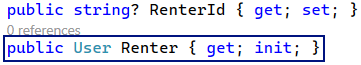 public string? RenterId { get; set; }
0 references
public User Renter { get; init; }